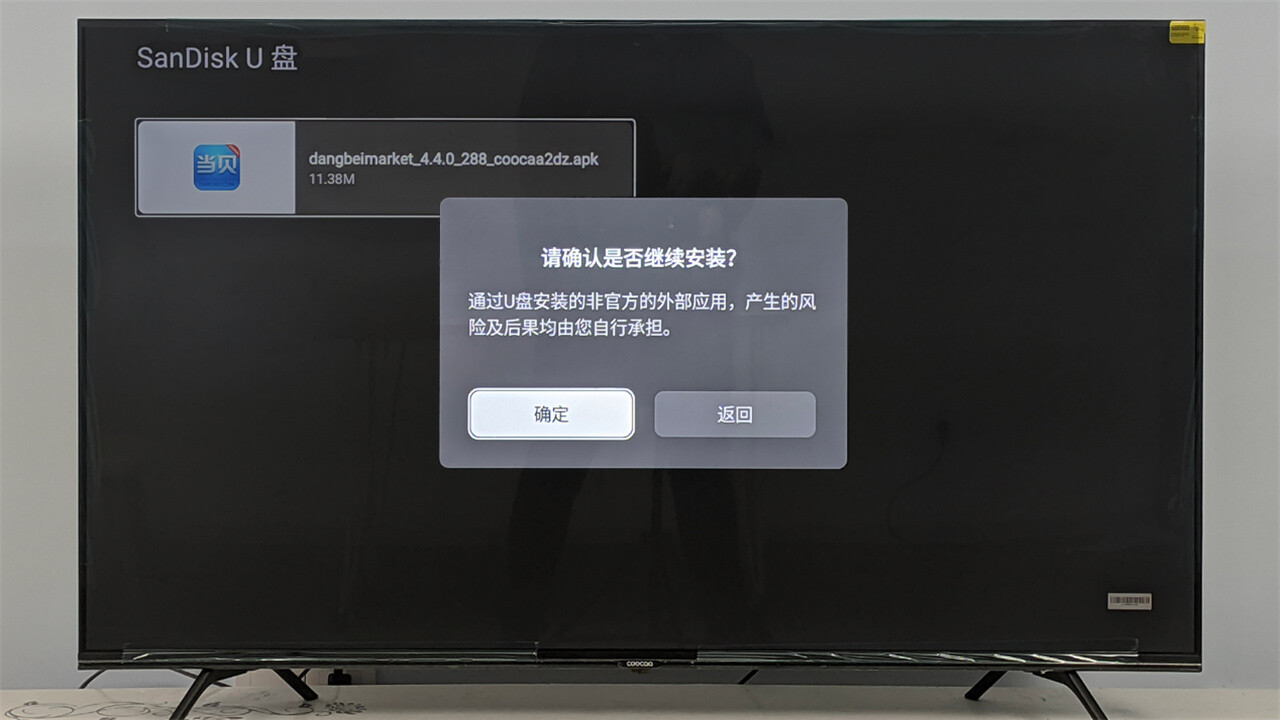 SanDisk U 盘
当贝
dangbeimarket_4.4.0_288_coocaa2dz.apk
11.38M
请确认是否继续安装？
通过U盘安装的非官方的外部应用，产生的风
险及后果均由您自行承担。
确定
返回
coocaa